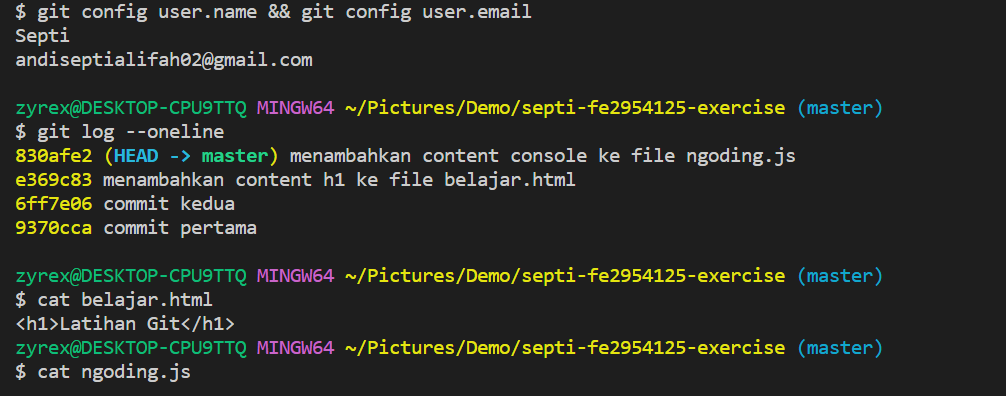 $ git config user.name && git config user.email
Septi
andiseptialifah02@gmail.com
zyrex@DESKTOP-CPU9TTQ MINGW64 ~/Pictures/Demo/septi-fe2954125-exercise (master)
$ git log --oneline
830afe2 (HEAD -> master) menambahkan content console ke file ngoding.js
e369c83 menambahkan content h1 ke file belajar.html
6ff7e06 commit kedua
9370cca commit pertama
zyrex@DESKTOP-CPU9TTQ MINGW64 ~/Pictures/Demo/septi-fe2954125-exercise (master)
$ cat belajar.html
<h1>Latihan Git</h1>
zyrex@DESKTOP-CPU9TTQ MINGW64 ~/Pictures/Demo/septi-fe2954125-exercise (master)
$ cat ngoding.js